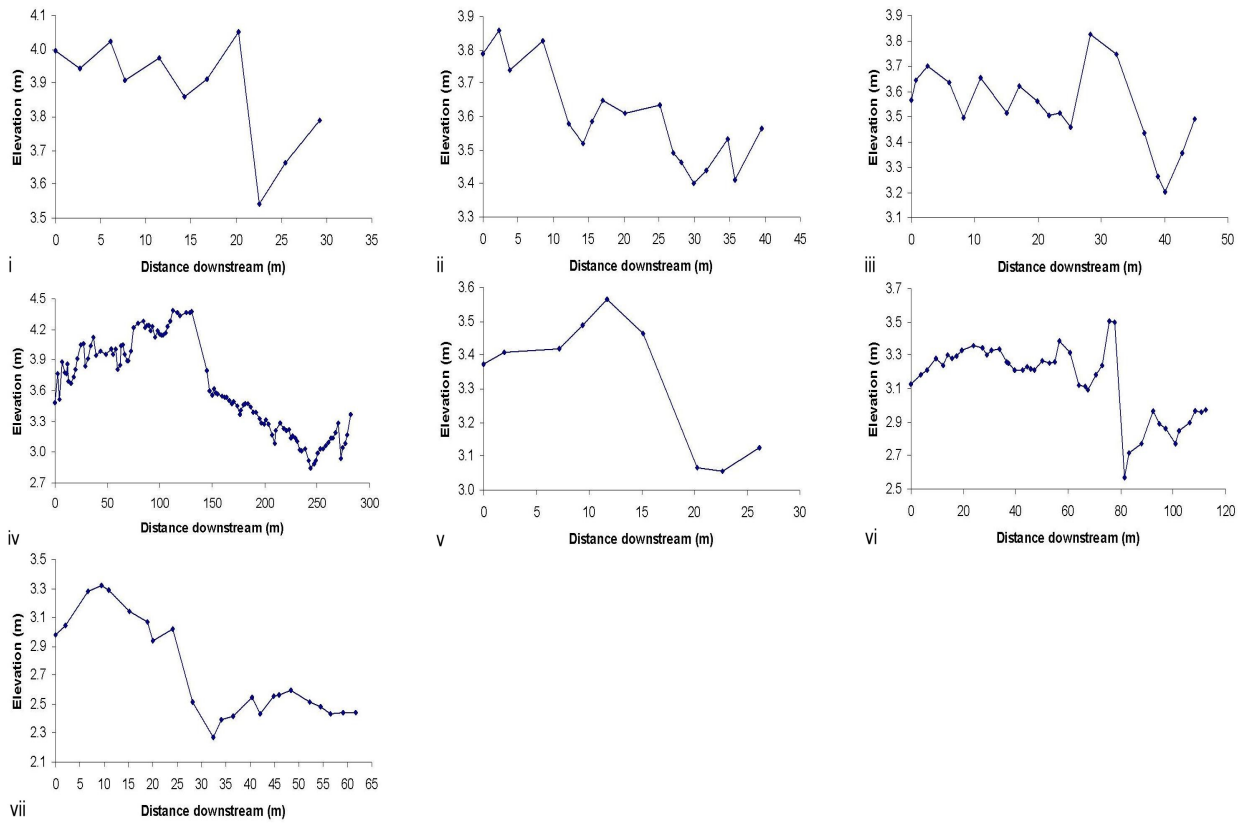 Elevation (m)
4.1
4.0
3.9
3.8
3.7
3.6
3.5
0 5 10 15 20 25 30 35
Distance downstream (m)
i
Elevation (m)
3.9
3.8
3.7
3.6
3.5
3.4
3.3
0 5 10 15 20 25 30 35 40 45
Distance downstream (m)
ii
Elevation (m)
3.9
3.8
3.7
3.6
3.5
3.4
3.3
3.2
3.1
0 10 20 30 40 50
Distance downstream (m)
iii
Elevation (m)
4.5
4.2
3.9
3.6
3.3
3.0
2.7
0 50 100 150 200 250 300
Distance downstream (m)
iv
Elevation (m)
3.6
3.5
3.4
3.3
3.2
3.1
3.0
0 5 10 15 20 25 30
Distance downstream (m)
v
Elevation (m)
3.7
3.5
3.3
3.1
2.9
2.7
2.5
0 20 40 60 80 100 120
Distance downstream (m)
vi
Elevation (m)
3.5
3.3
3.1
2.9
2.7
2.5
2.3
2.1
0 5 10 15 20 25 30 35 40 45 50 55 60 65
Distance downstream (m)
vii